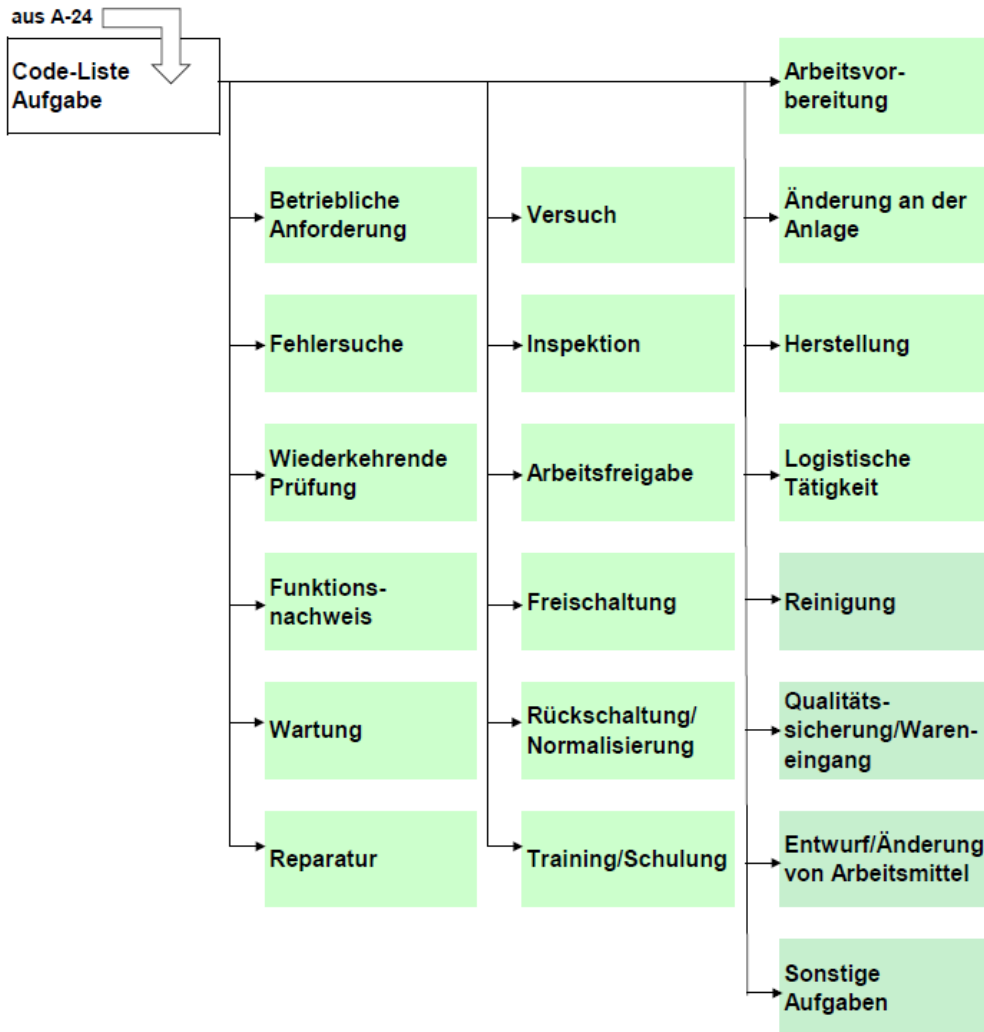 aus A-24
Code-Liste
Aufgabe
Betriebliche
Anforderung
Fehlersuche
Wiederkehrende
Prüfung
Funktions-
nachweis
Wartung
Reparatur
Versuch
Inspektion
Arbeitsfreigabe
Freischaltung
Rückschaltung/
Normalisierung
Training/Schulung
Arbeitsvor-
bereitung
Änderung an der
Anlage
Herstellung
Logistische
Tätigkeit
Reinigung
Qualitäts-
sicherung/Waren-
eingang
Entwurf/Änderung
von Arbeitsmittel
Sonstige
Aufgaben